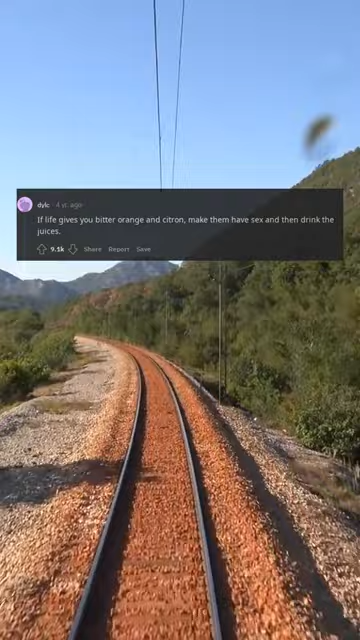 dylc · 4 yr. ago
If life gives you bitter orange and citron, make them have sex and then drink the
juices.
9.1k Share Report Save